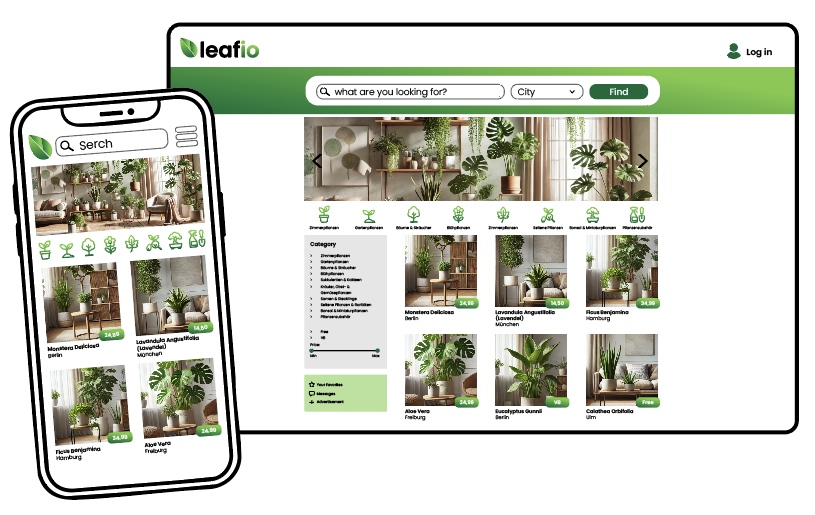 leafio
Log in
what are you looking for?
City
Find
Zimmerpflanzen
Gartenpflanzen
Bäume & Sträucher
Blühpflanzen
Zimmerpflanzen
Seltene Pflanzen
Bonsai & Miniaturpflanzen
Pflanzenzubehör
Category
> Zimmerpflanzen
> Gartenpflanzen
> Bäume & Sträucher
> Blühpflanzen
> Sukkulenten & Kakteen
> Kräuter, Obst- &
Gemüsepflanzen
> Samen & Stecklinge
> Seltene Pflanzen & Raritäten
> Bonsai & Miniaturpflanzen
> Pflanzenzubehör
> Free
> VB
Price
Min
Max
Your Favorites
Messages
Advertisement
24,99
Monstera Deliciosa
Berlin
14,50
Lavandula Angustifolia
(Lavendel)
München
34,99
Ficus Benjamina
Hamburg
24,99
Aloe Vera
Freiburg
VB
Eucalyptus Gunnii
Berlin
Free
Calathea Orbifolia
Ulm
Serch
24,99
Monstera Deliciosa
Berlin
14,50
Lavandula Angustifolia
(Lavendel)
München
24,99
Ficus Benjamina
Hamburg
24,99
Aloe Vera
Freiburg